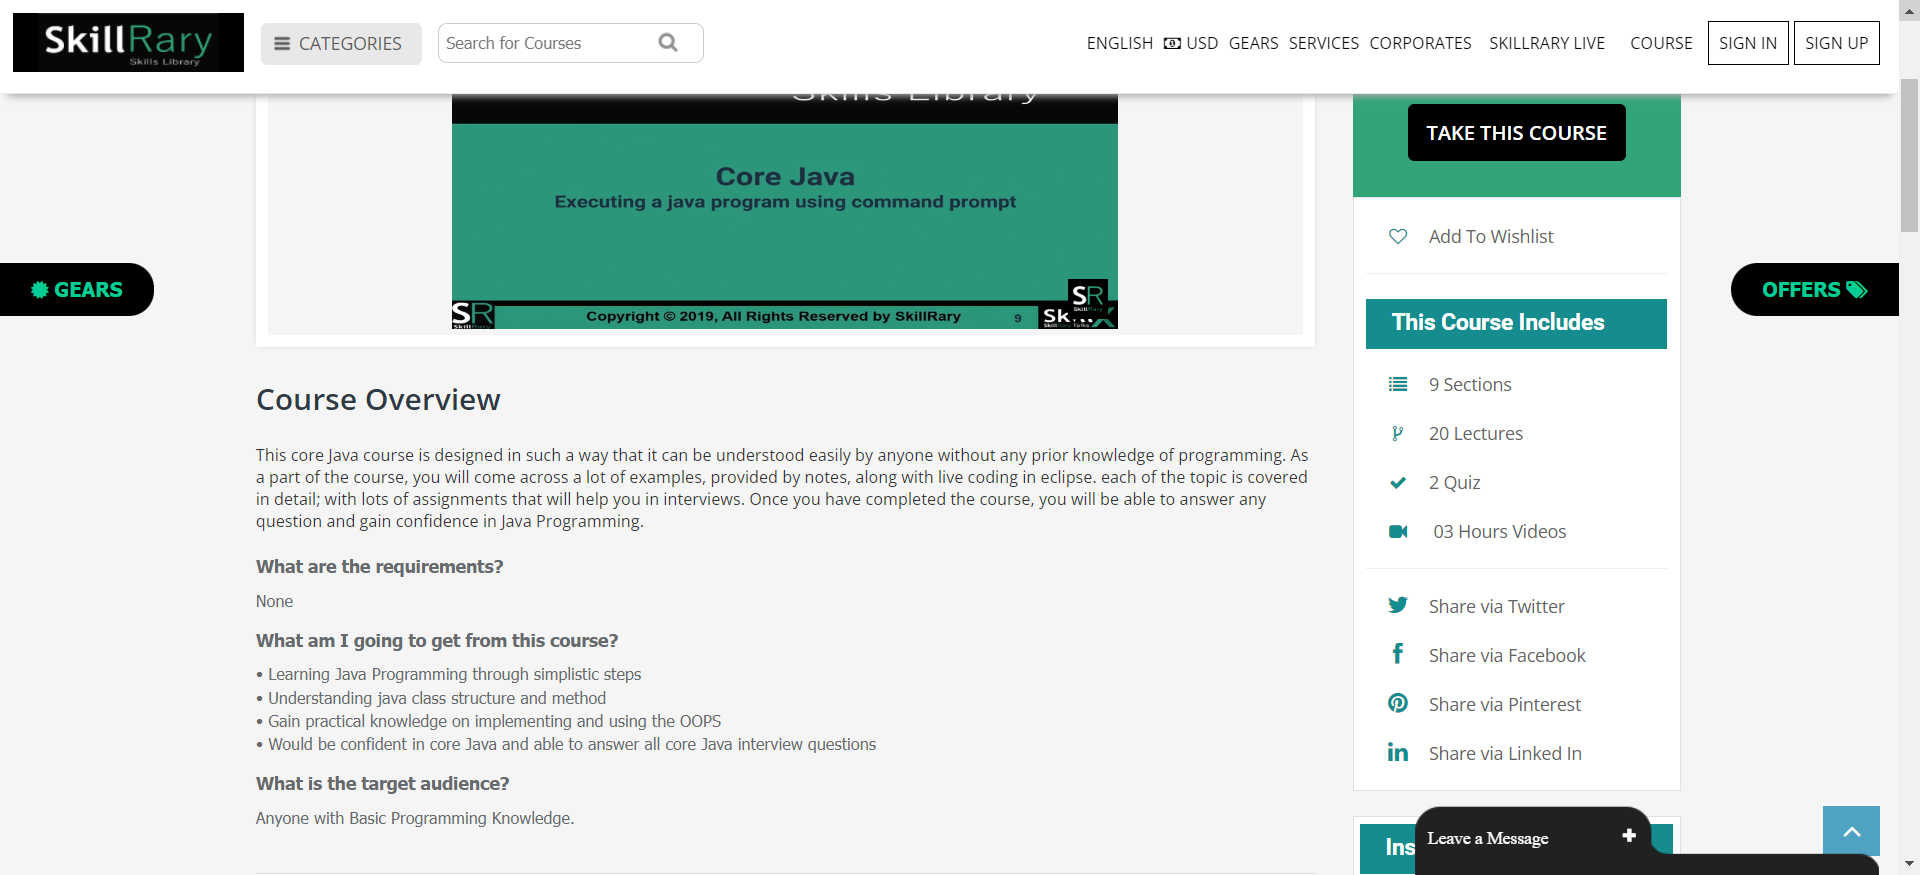 SkillRary
Skills Library
CATEGORIES
Search for Courses
ENGLISH USD GEARS SERVICES CORPORATES SKILLRARY LIVE COURSE SIGN IN SIGN UP
Skills Library
Core Java
Executing a java program using command prompt
SR
SkillRary
SR
SkillRary
Copyright © 2019, All Rights Reserved by SkillRary
9
TAKE THIS COURSE
Add To Wishlist
GEARS
OFFERS
This Course Includes
9 Sections
20 Lectures
2 Quiz
03 Hours Videos
Share via Twitter
Share via Facebook
Share via Pinterest
Share via Linked In
Course Overview
This core Java course is designed in such a way that it can be understood easily by anyone without any prior knowledge of programming. As
a part of the course, you will come across a lot of examples, provided by notes, along with live coding in eclipse. each of the topic is covered
in detail; with lots of assignments that will help you in interviews. Once you have completed the course, you will be able to answer any
question and gain confidence in Java Programming.
What are the requirements?
None
What am I going to get from this course?
• Learning Java Programming through simplistic steps
• Understanding java class structure and method
• Gain practical knowledge on implementing and using the OOPS
• Would be confident in core Java and able to answer all core Java interview questions
What is the target audience?
Anyone with Basic Programming Knowledge.
Ins
Leave a Message